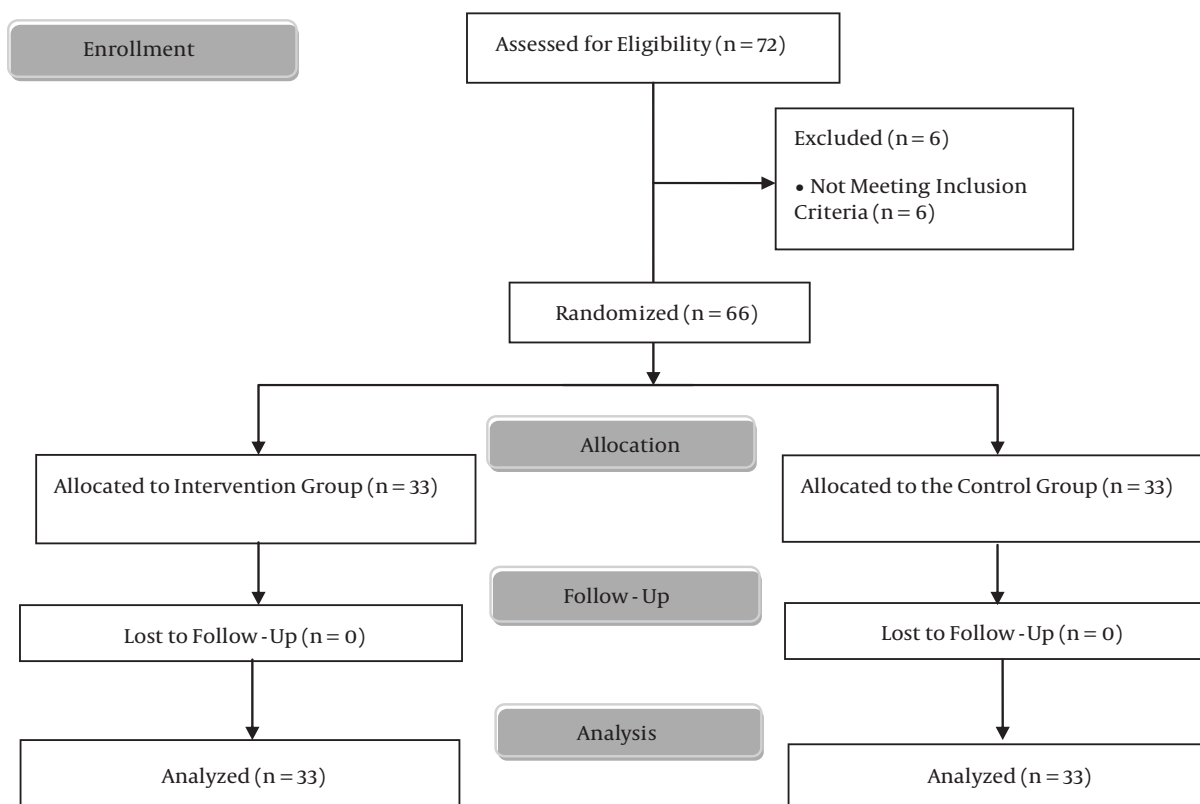 Enrollment
Assessed for Eligibility (n = 72)
Excluded (n = 6)
• Not Meeting Inclusion
Criteria (n = 6)
Randomized (n = 66)
Allocation
Allocated to Intervention Group (n = 33)
Allocated to the Control Group (n = 33)
Follow-Up
Lost to Follow-Up (n = 0)
Lost to Follow-Up (n = 0)
Analysis
Analyzed (n = 33)
Analyzed (n = 33)